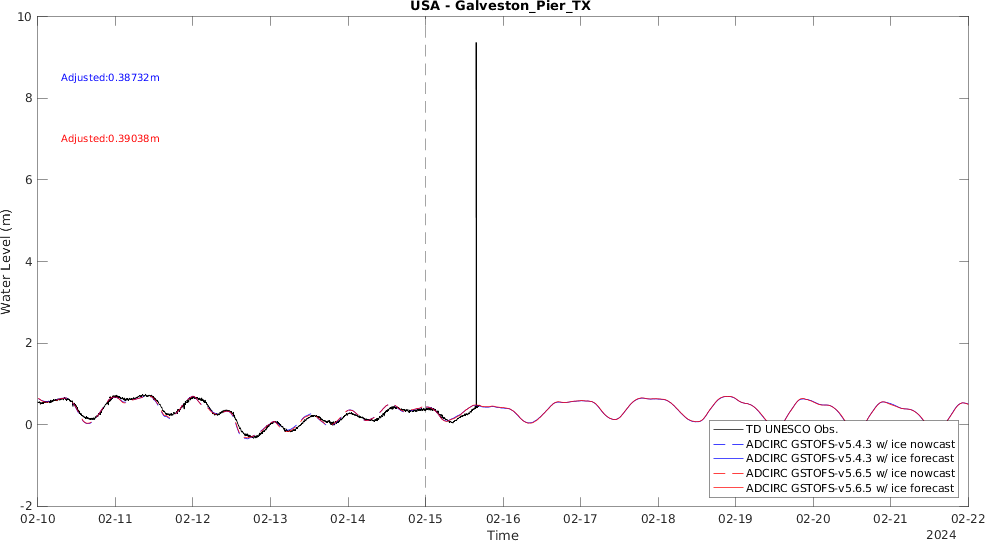 USA - Galveston_Pier_TX
10
8
6
4
2
0
-2
Water Level (m)
Adjusted:0.38732m
Adjusted:0.39038m
TD UNESCO Obs.
ADCIRC GSTOFS-v5.4.3 w/ ice nowcast
ADCIRC GSTOFS-v5.4.3 w/ ice forecast
ADCIRC GSTOFS-v5.6.5 w/ ice nowcast
ADCIRC GSTOFS-v5.6.5 w/ ice forecast
02-10 02-11 02-12 02-13 02-14 02-15 02-16 02-17 02-18 02-19 02-20 02-21 02-22
Time
2024